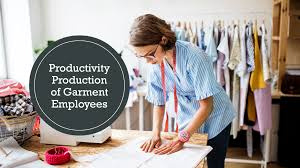 Productivity
Production
of Garment
Employees